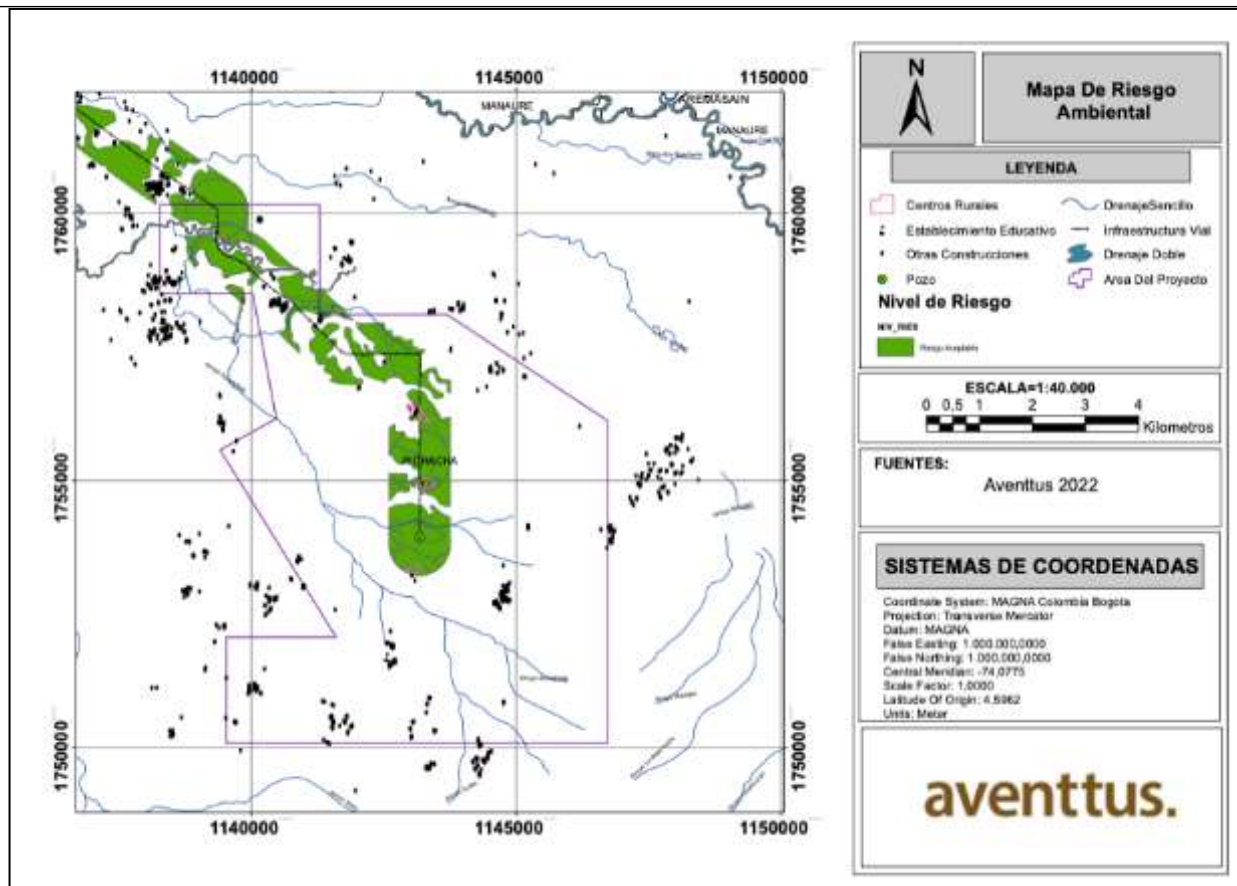 1140000
1145000
1150000
MANAURE
AREMASAIN
MANAURE
1760000
1760000
1755000
1755000
1750000
1750000
1140000
1145000
1150000
N
Mapa De Riesgo
Ambiental
LEYENDA
Centros Rurales
DrenajeSencillo
Establecimiento Educativo
Infraestructura Vial
Otras Construcciones
Drenaje Doble
Pozo
Area Del Proyecto
Nivel de Riesgo
Riesgo Aceptable
ESCALA=1:40.000
0 0,5 1 2 3 4
Kilometros
FUENTES:
Aventtus 2022
SISTEMAS DE COORDENADAS
Coordinate System: MAGNA Colombia Bogota
Projection: Transverse Mercator
Datum: MAGNA
False Easting: 1.000.000,0000
False Northing: 1.000.000,0000
Central Meridian: -74,0775
Scale Factor: 1,0000
Latitude Of Origin: 4,5962
Units: Meter
aventtus.